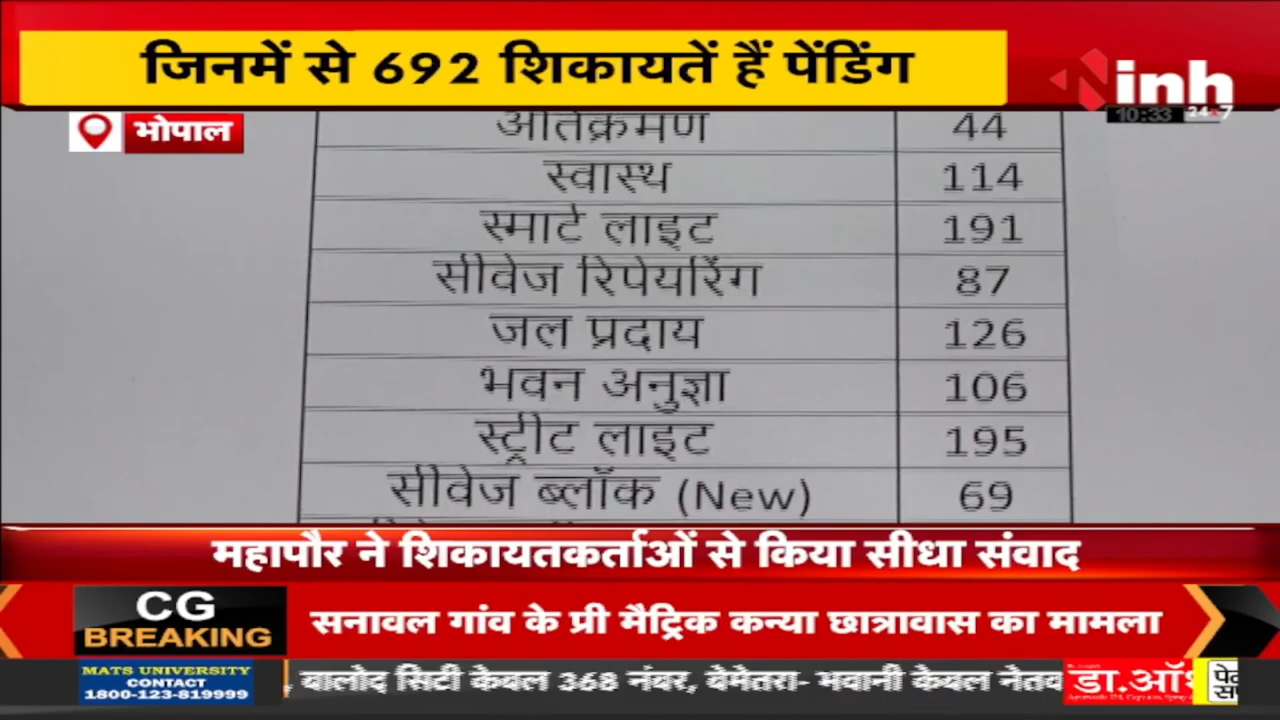 जिनमें से 692 शिकायतें हैं पेंडिंग
inh
24x7
10:33
भोपाल
अतिक्रमण 44
स्वास्थ 114
स्मार्ट लाइट 191
सीवेज रिपेयरिंग 87
जल प्रदाय 126
भवन अनुज्ञा 106
स्ट्रीट लाइट 195
सीवेज ब्लॉक (New) 69
महापौर ने शिकायतकर्ताओं से किया सीधा संवाद
CG
BREAKING
सनावल गांव के प्री मैट्रिक कन्या छात्रावास का मामला
MATS UNIVERSITY
CONTACT
1800-123-819999
, बालोद सिटी केबल 368 नंबर, बेमेतरा- भवानी केबल नेटव
डा.ऑर्थ